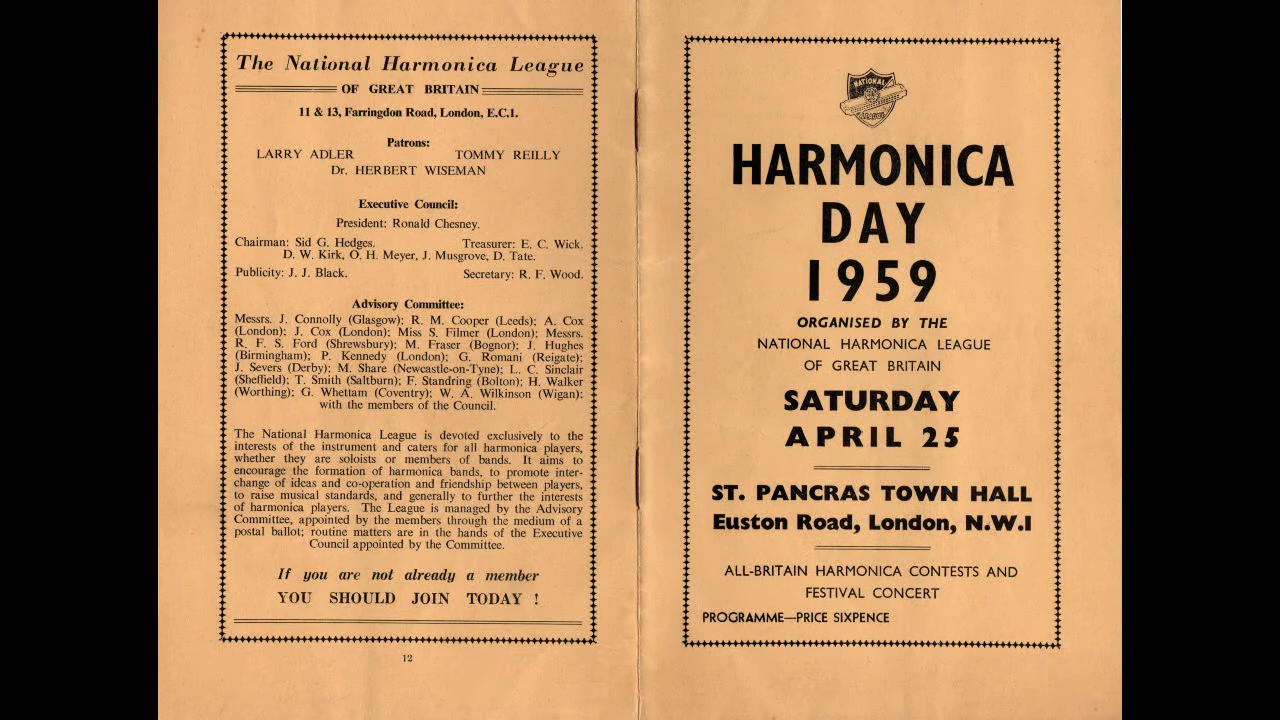 The National Harmonica League
OF GREAT BRITAIN
11 & 13, Farringdon Road, London, E.C.1.
Patrons:
LARRY ADLER TOMMY REILLY
Dr. HERBERT WISEMAN
Executive Council:
President: Ronald Chesney.
Chairman: Sid G. Hedges. Treasurer: E. C. Wick.
D. W. Kirk, O. H. Meyer, J. Musgrove, D. Tate.
Publicity: J. J. Black. Secretary: R. F. Wood.
Advisory Committee:
Messrs. J. Connolly (Glasgow); R. M. Cooper (Leeds); A. Cox
(London); J. Cox (London); Miss S. Filmer (London); Messrs.
R. F. S. Ford (Shrewsbury); M. Fraser (Bognor); J. Hughes
(Birmingham); P. Kennedy (London); G. Romani (Reigate);
J. Severs (Derby); M. Share (Newcastle-on-Tyne); L. C. Sinclair
(Sheffield); T. Smith (Saltburn); F. Standring (Bolton); H. Walker
(Worthing); G. Whettam (Coventry); W. A. Wilkinson (Wigan);
with the members of the Council.
The National Harmonica League is devoted exclusively to the
interests of the instrument and caters for all harmonica players,
whether they are soloists or members of bands. It aims to
encourage the formation of harmonica bands, to promote inter-
change of ideas and co-operation and friendship between players,
to raise musical standards, and generally to further the interests
of harmonica players. The League is managed by the Advisory
Committee, appointed by the members through the medium of a
postal ballot; routine matters are in the hands of the Executive
Council appointed by the Committee.
If you are not already a member
YOU SHOULD JOIN TODAY !
12
NATIONAL
LEAGUE
HARMONICA
DAY
1959
ORGANISED BY THE
NATIONAL HARMONICA LEAGUE
OF GREAT BRITAIN
SATURDAY
APRIL 25
ST. PANCRAS TOWN HALL
Euston Road, London, N.W.1
ALL-BRITAIN HARMONICA CONTESTS AND
FESTIVAL CONCERT
PROGRAMME—PRICE SIXPENCE